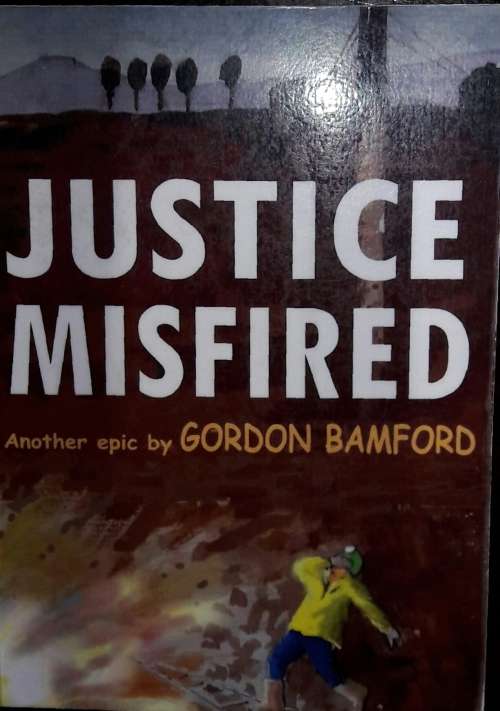 JUSTICE
MISFIRED
Another epic by GORDON BAMFORD